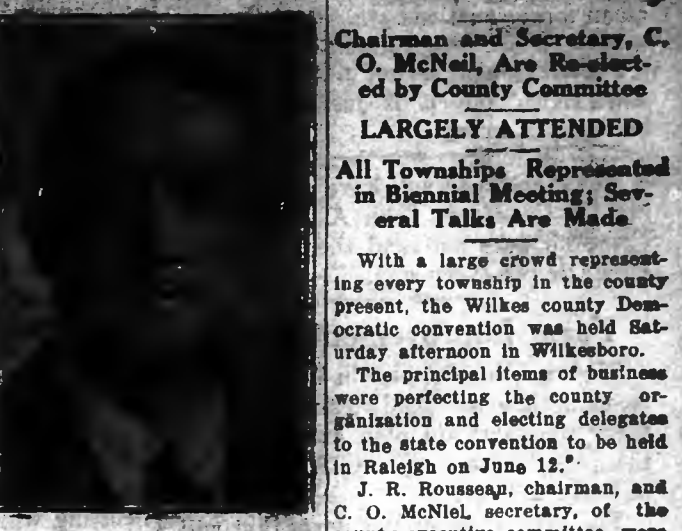 Chairman and Secretary, C.
O. McNeil, Are Re-elect-
ed by County Committee
LARGELY ATTENDED
All Townships Represented
in Biennial Meeting; Sev-
eral Talks Are Made
With a large crowd represent-
ing every township in the county
present, the Wilkes county Dem-
ocratic convention was held Sat-
urday afternoon in Wilkesboro.
The principal items of business
were perfecting the county or-
ganization and electing delegates
to the state convention to be held
in Raleigh on June 12.
J. R. Rousseau, chairman, and
C. O. McNiel, secretary, of the